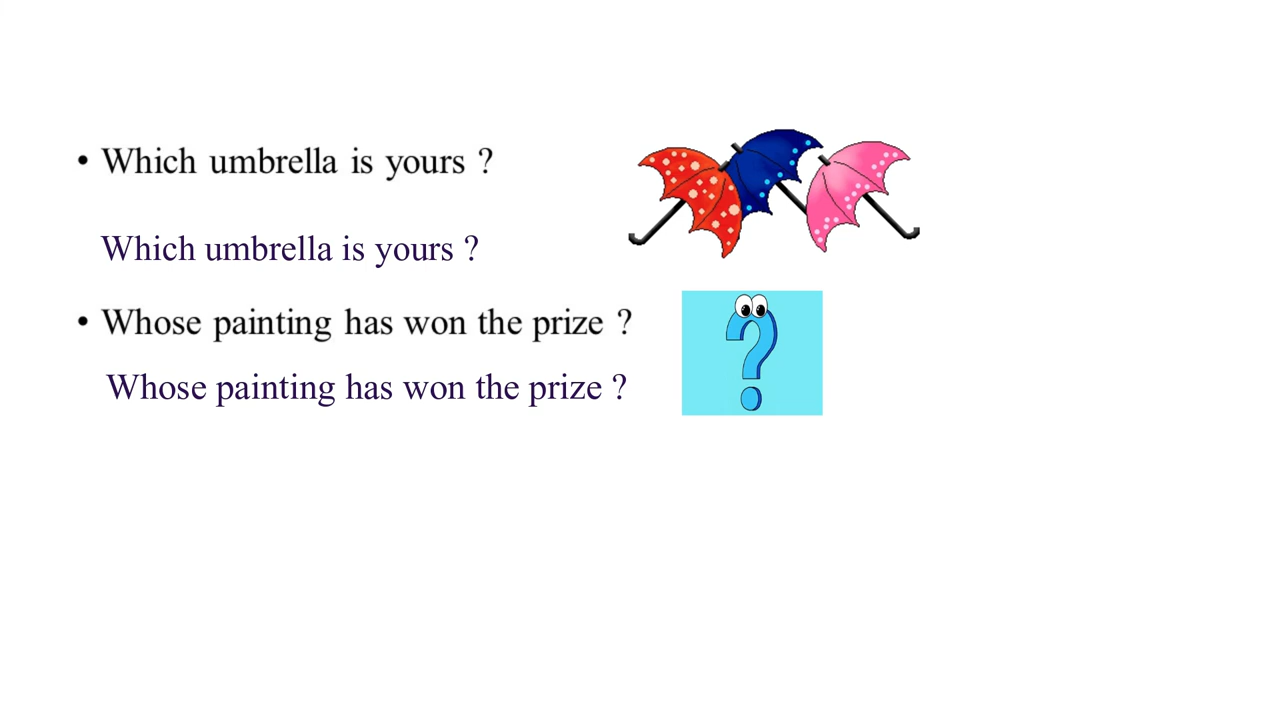 • Which umbrella is yours ?
Which umbrella is yours ?
• Whose painting has won the prize ?
Whose painting has won the prize ?